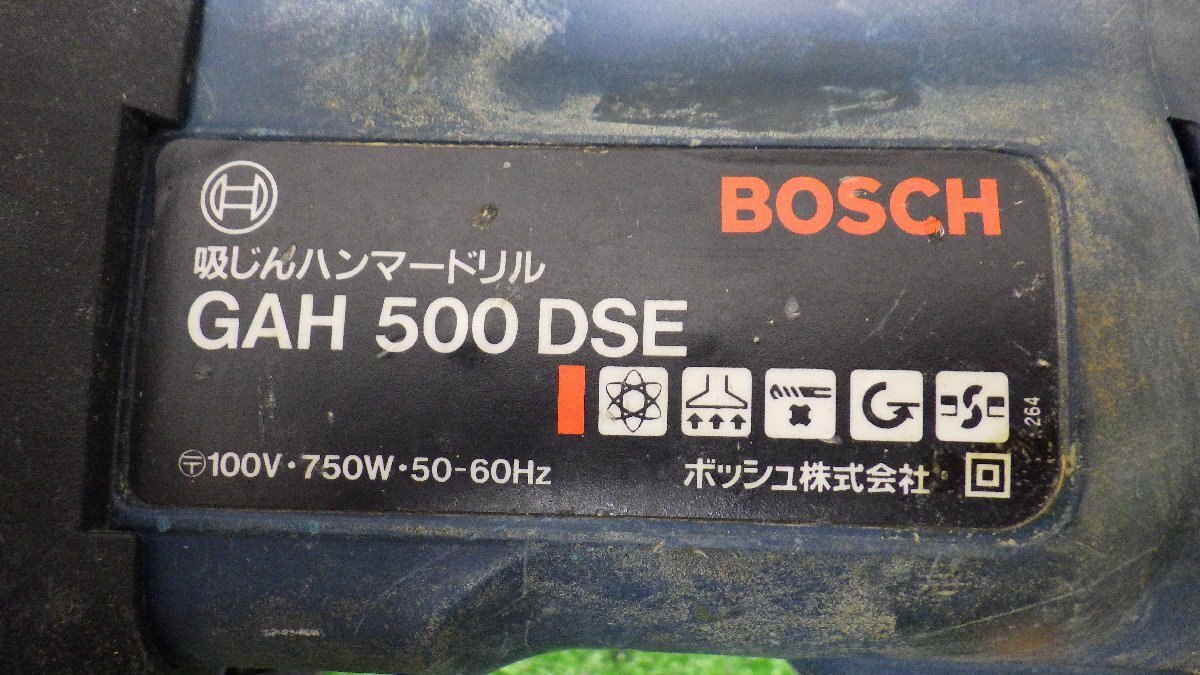 BOSCH
吸じんハンマードリル
GAH 500 DSE
264
100V・750W・50-60Hz
ボッシュ株式会社